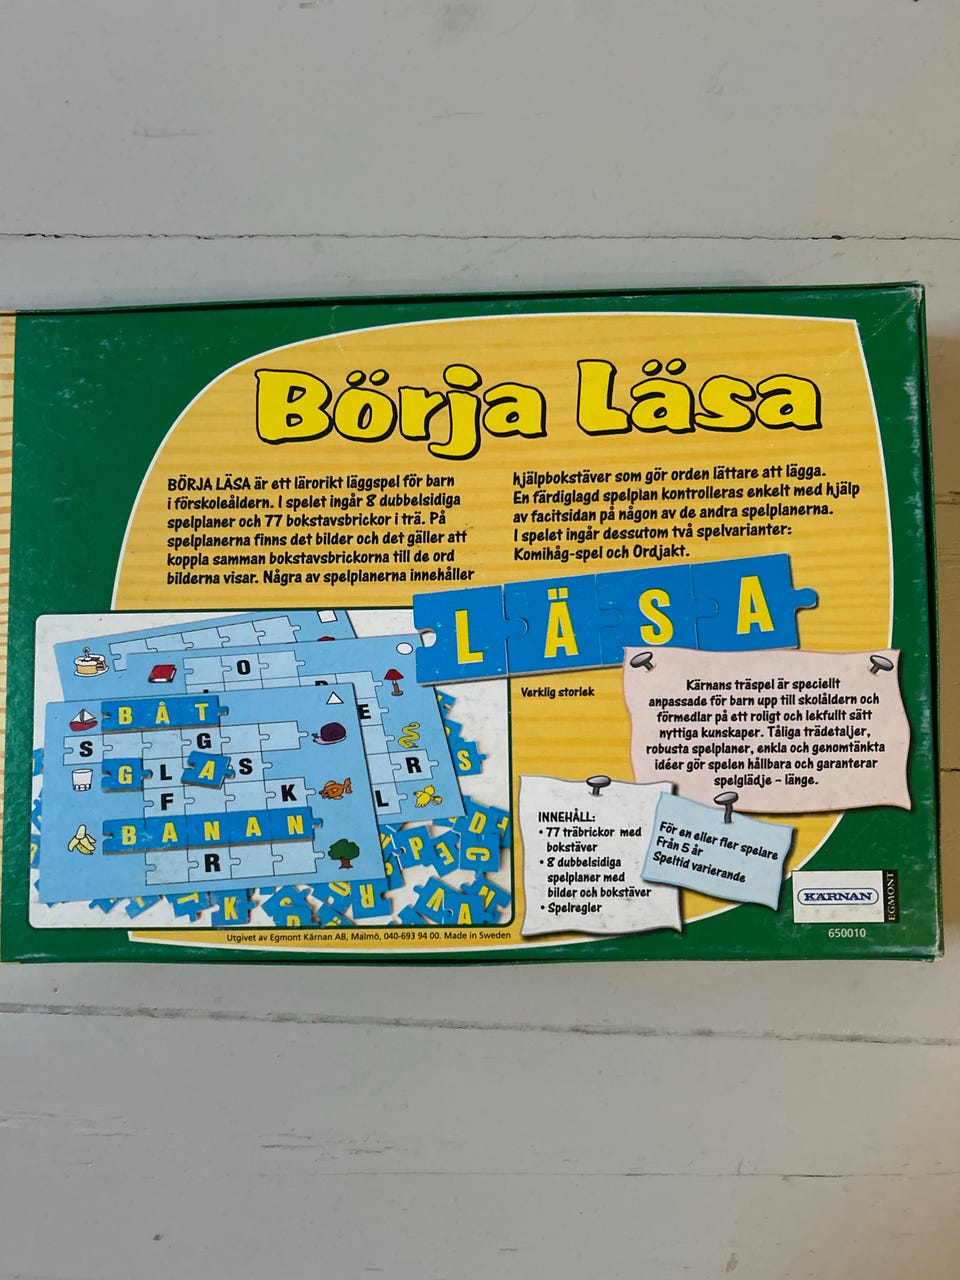 Börja Läsa
BÖRJA LÄSA är ett lärorikt läggspel för barn
i förskoleåldern. I spelet ingår 8 dubbelsidiga
spelplaner och 77 bokstavsbrickor i trä. På
spelplanerna finns det bilder och det gäller att
koppla samman bokstavsbrickorna till de ord
bilderna visar. Några av spelplanerna innehåller
hjälpbokstäver som gör orden lättare att lägga.
En färdiglagd spelplan kontrolleras enkelt med hjälp
av facitsidan på någon av de andra spelplanerna.
I spelet ingår dessutom två spelvarianter:
Komihåg-spel och Ordjakt.
LÄSA
Verklig storlek
O
E
R
L
S
BÅT
S G
GLAS S
F K
BANAN
R
K
P E D C
R
V A
Kärnans träspel är speciellt
anpassade för barn upp till skolåldern och
förmedlar på ett roligt och lekfullt sätt
nyttiga kunskaper. Tåliga trädetaljer,
robusta spelplaner, enkla och genomtänkta
idéer gör spelen hållbara och garanterar
spelglädje – länge.
INNEHÅLL:
• 77 träbrickor med
bokstäver
• 8 dubbelsidiga
spelplaner med
bilder och bokstäver
• Spelregler
För en eller fler spelare
Från 5 år
Speltid varierande
KÄRNAN
EGMONT
650010
Utgivet av Egmont Kärnan AB, Malmö, 040-693 94 00. Made in Sweden